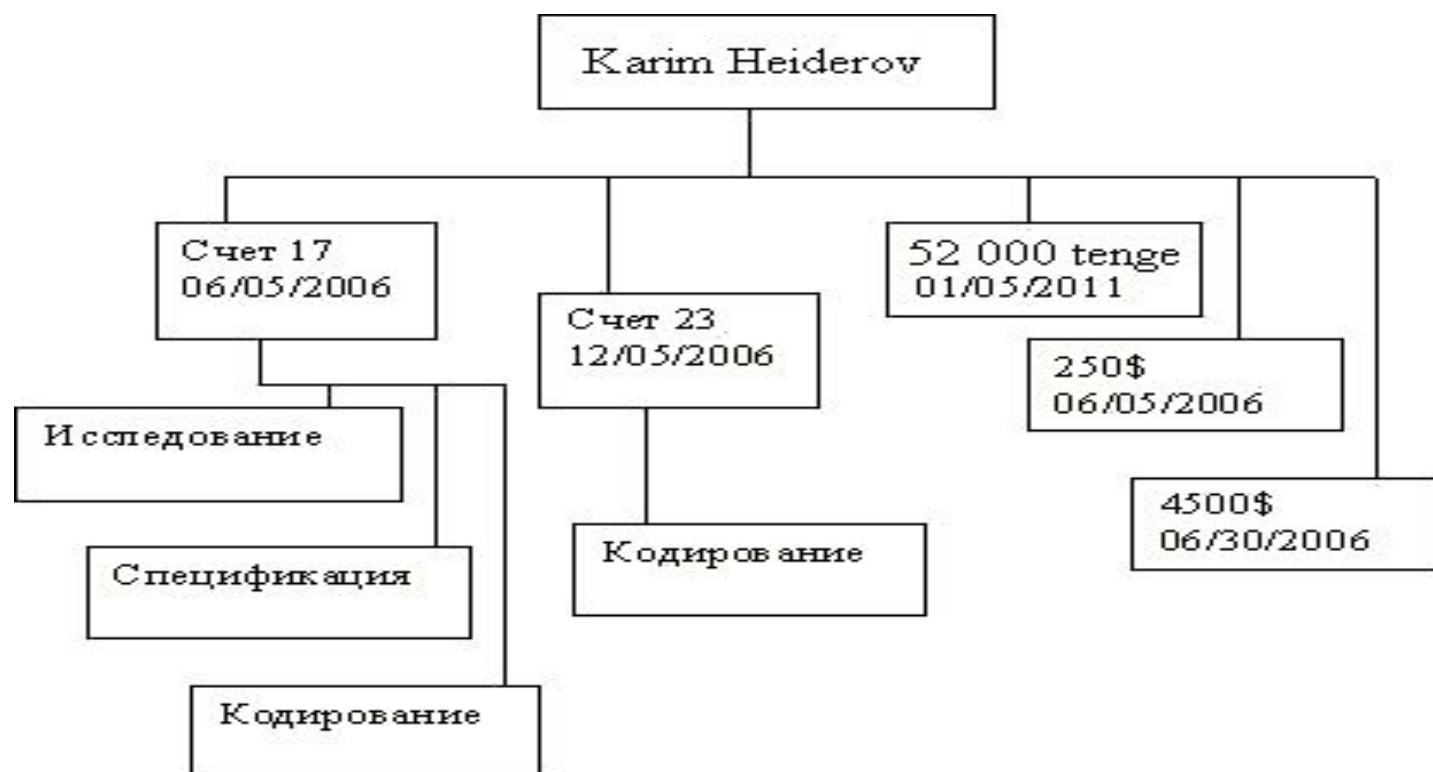 Karim Heiderov
Счет 17
06/05/2006
Счет 23
12/05/2006
52 000 tenge
01/05/2011
250$
06/05/2006
4500$
06/30/2006
Исследование
Спецификация
Кодирование
Кодирование